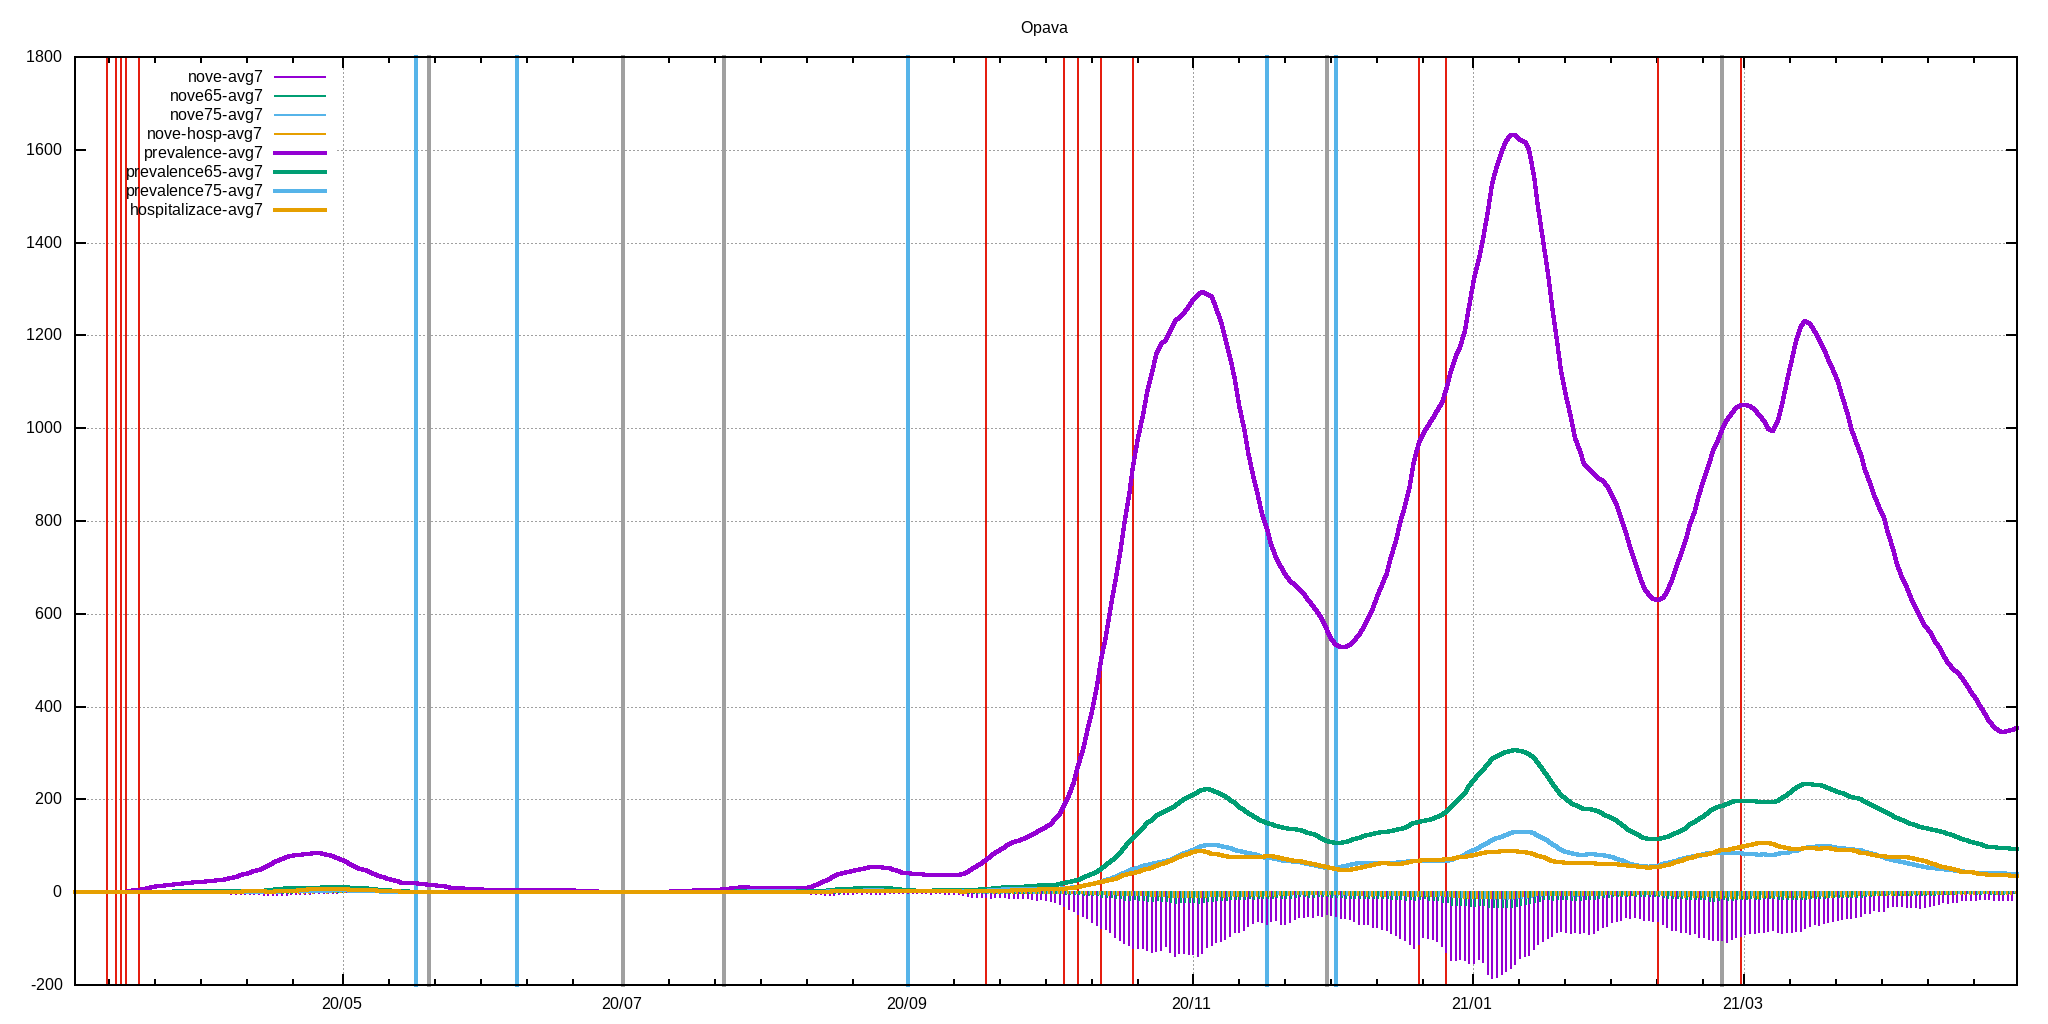 Opava
1800
1600
1400
1200
1000
800
600
400
200
0
-200
nove-avg7
nove65-avg7
nove75-avg7
nove-hosp-avg7
prevalence-avg7
prevalence65-avg7
prevalence75-avg7
hospitalizace-avg7
20/05
20/07
20/09
20/11
21/01
21/03